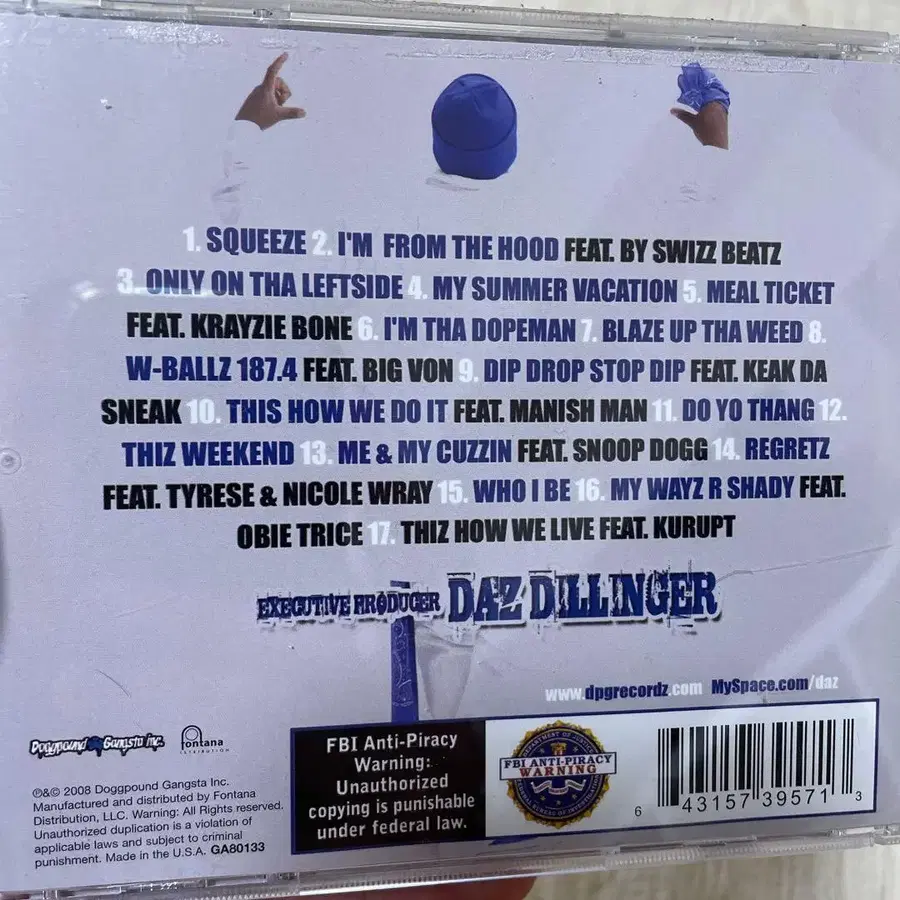 1. SQUEEZE 2. I'M FROM THE HOOD FEAT. BY SWIZZ BEATZ
3. ONLY ON THA LEFTSIDE 4. MY SUMMER VACATION 5. MEAL TICKET
FEAT. KRAYZIE BONE 6. I'M THA DOPEMAN 7. BLAZE UP THA WEED 8.
W-BALLZ 187.4 FEAT. BIG VON 9. DIP DROP STOP DIP FEAT. KEAK DA
SNEAK 10. THIS HOW WE DO IT FEAT. MANISH MAN 11. DO YO THANG 12.
THIZ WEEKEND 13. ME & MY CUZZIN FEAT. SNOOP DOGG 14. REGRETZ
FEAT. TYRESE & NICOLE WRAY 15. WHO I BE 16. MY WAYZ R SHADY FEAT.
OBIE TRICE 17. THIZ HOW WE LIVE FEAT. KURUPT
EXECUTIVE PRODUCER DAZ DILLINGER
www.dpgrecordz.com MySpace.com/daz
Doggpound Gangsta inc.
fontana
DISTRIBUTION
℗&© 2008 Doggpound Gangsta Inc.
Manufactured and distributed by Fontana
Distribution, LLC. Warning: All Rights reserved.
Unauthorized duplication is a violation of
applicable laws and subject to criminal
punishment. Made in the U.S.A. GA80133
FBI Anti-Piracy
Warning:
Unauthorized
copying is punishable
under federal law.
DEPARTMENT OF JUSTICE
FBI ANTI-PIRACY
WARNING
FEDERAL BUREAU OF INVESTIGATION
6 43157 39571 3